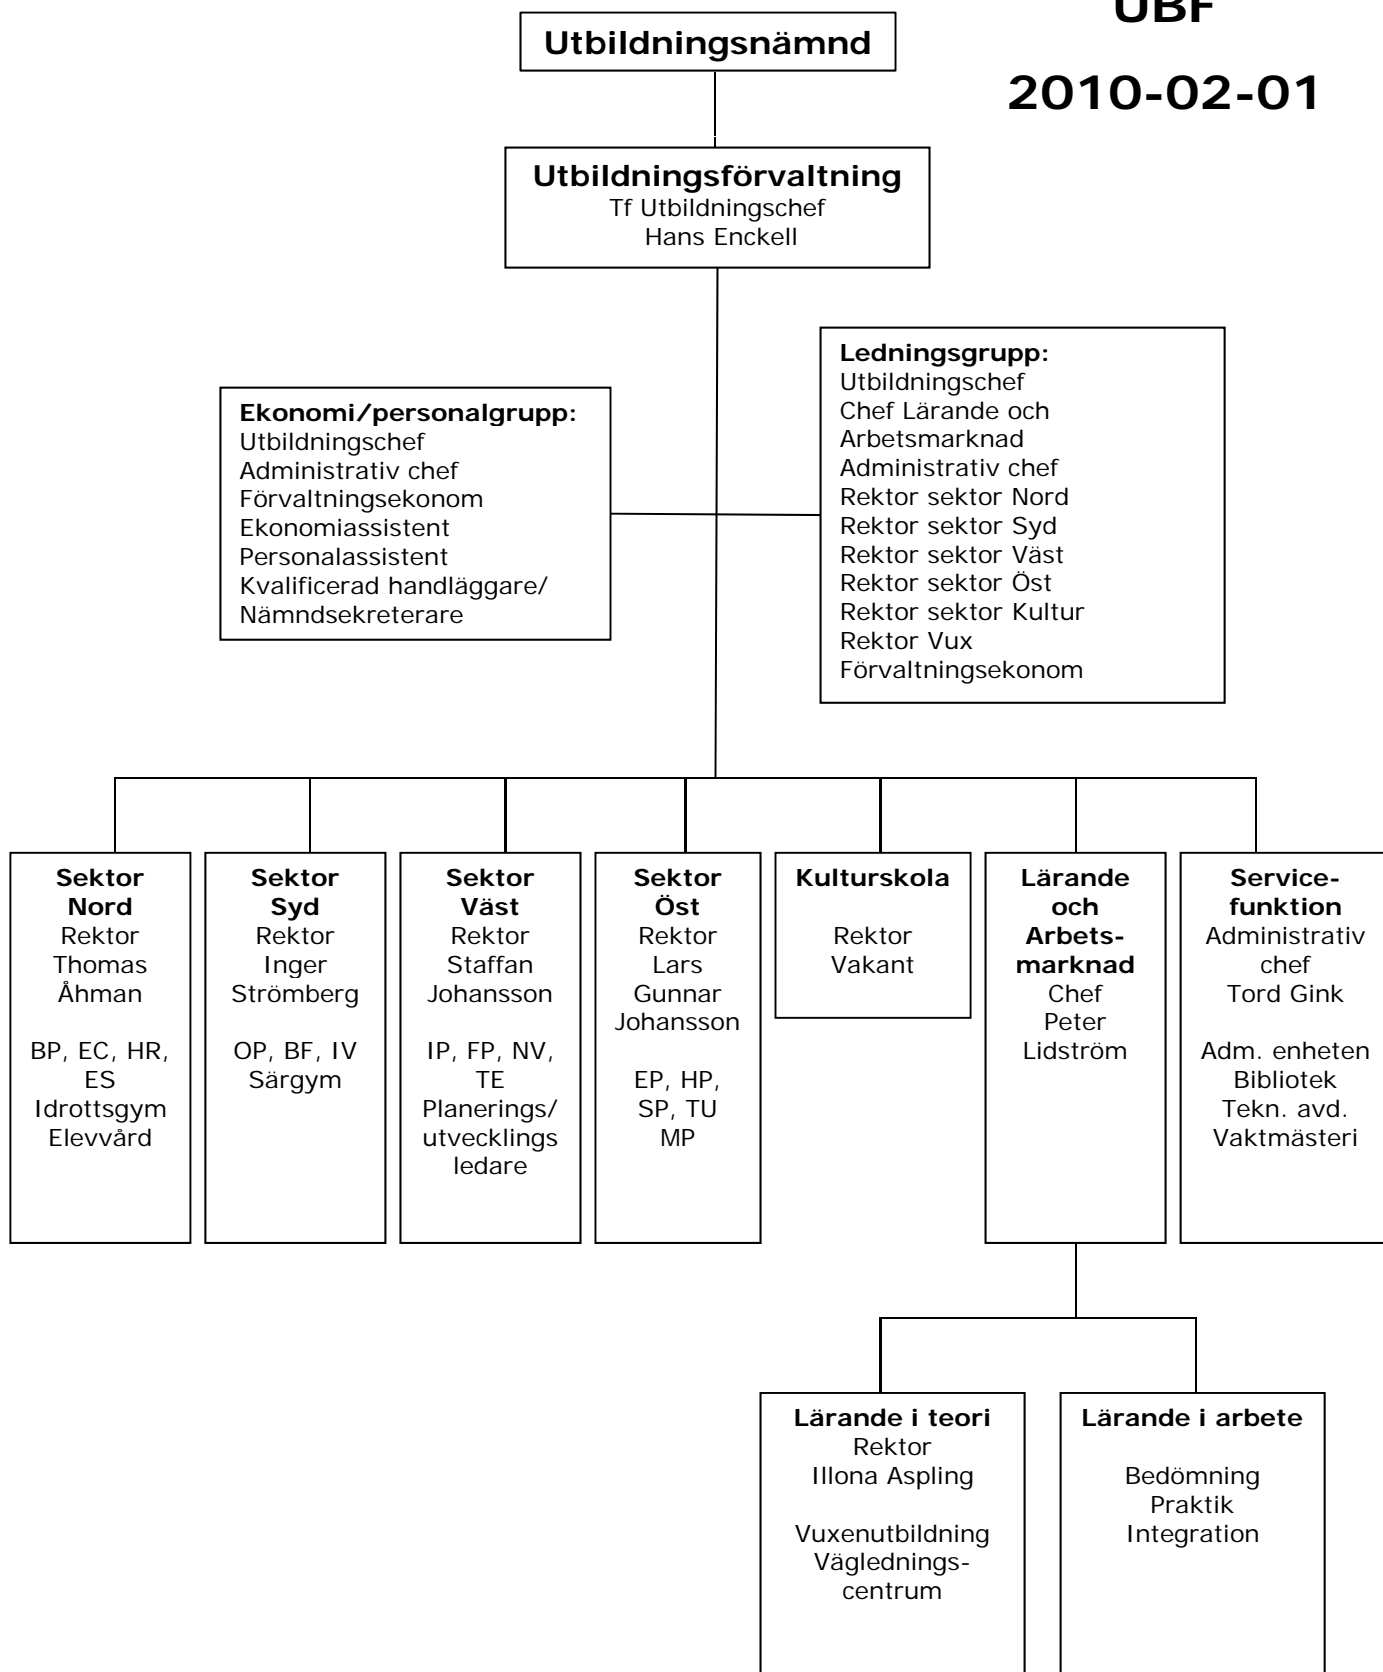 UBF
2010-02-01
Utbildningsnämnd
Utbildningsförvaltning
Tf Utbildningschef
Hans Enckell
Ekonomi/personalgrupp:
Utbildningschef
Administrativ chef
Förvaltningsekonom
Ekonomiassistent
Personalassistent
Kvalificerad handläggare/
Nämndsekreterare
Ledningsgrupp:
Utbildningschef
Chef Lärande och
Arbetsmarknad
Administrativ chef
Rektor sektor Nord
Rektor sektor Syd
Rektor sektor Väst
Rektor sektor Öst
Rektor sektor Kultur
Rektor Vux
Förvaltningsekonom
Sektor
Nord
Rektor
Thomas
Åhman
BP, EC, HR,
ES
Idrottsgym
Elevvård
Sektor
Syd
Rektor
Inger
Strömberg
OP, BF, IV
Särgym
Sektor
Väst
Rektor
Staffan
Johansson
IP, FP, NV,
TE
Planerings/
utvecklings
ledare
Sektor
Öst
Rektor
Lars
Gunnar
Johansson
EP, HP,
SP, TU
MP
Kulturskola
Rektor
Vakant
Lärande
och
Arbets-
marknad
Chef
Peter
Lidström
Service-
funktion
Administrativ
chef
Tord Gink
Adm. enheten
Bibliotek
Tekn. avd.
Vaktmästeri
Lärande i teori
Rektor
Illona Aspling
Vuxenutbildning
Väglednings-
centrum
Lärande i arbete
Bedömning
Praktik
Integration